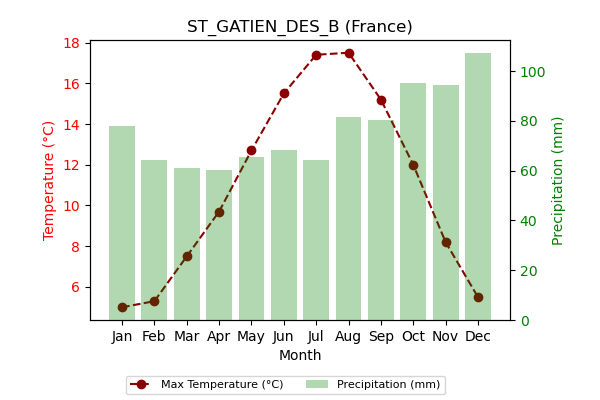 ST_GATIEN_DES_B (France)
18
16
14
12
10
8
6
Temperature (°C)
100
80
60
40
20
0
Precipitation (mm)
Jan Feb Mar Apr May Jun Jul Aug Sep Oct Nov Dec
Month
Max Temperature (°C) Precipitation (mm)